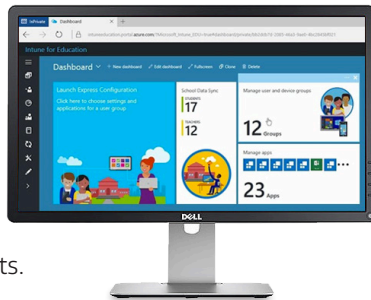 InPrivate
Dashboard
Intune for Education
Dashboard
+ New dashboard
Edit dashboard
Fullscreen
Clone
Delete
Launch Express Configuration
Click here to choose settings and
applications for a user group
School Data Sync
STUDENTS
17
TEACHERS
12
Manage user and device groups
12 Groups
Manage apps
23 Apps
DELL
ts.